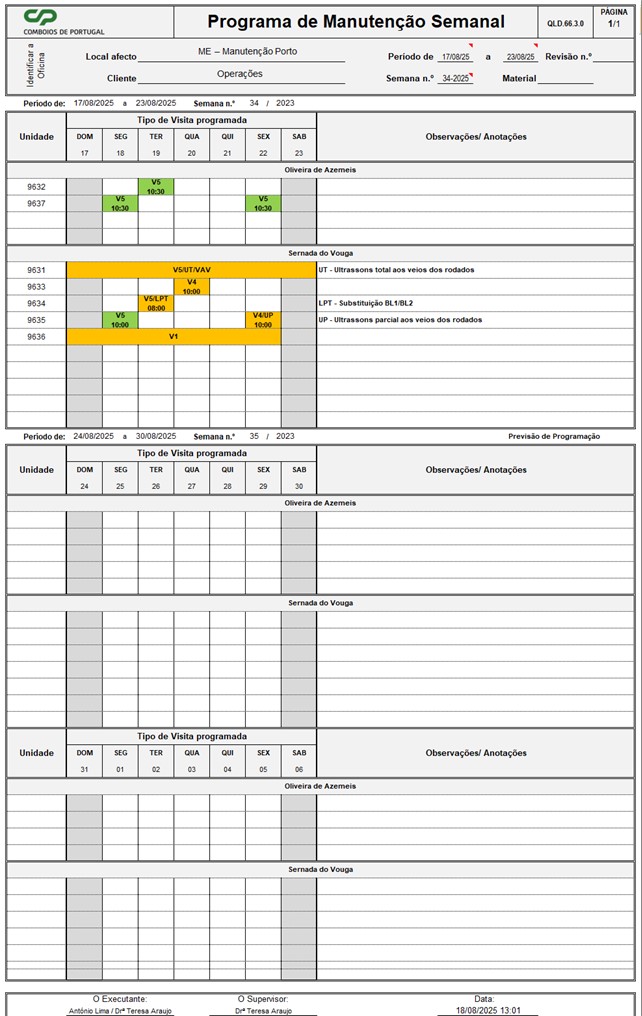 CP
COMBOIOS DE PORTUGAL
Programa de Manutenção Semanal
QLD.66.3.0
PÁGINA
1/1
Identificar a Oficina
Local afecto ME – Manutenção Porto
Cliente Operações
Periodo de 17/08/25 a 23/08/25 Revisão n.º
Semana n.º 34-2025 Material
Periodo de: 17/08/2025 a 23/08/2025 Semana n.º 34 / 2023
Unidade
Tipo de Visita programada
Observações/ Anotações
DOM SEG TER QUA QUI SEX SAB
17 18 19 20 21 22 23
Oliveira de Azemeis
9632 V5 10:30
9637 V5 10:30 V5 10:30
Sernada do Vouga
9631 V5/UT/VAV UT - Ultrassons total aos veios dos rodados
9633 V4 10:00
9634 V5/LPT 08:00 LPT - Substituição BL1/BL2
9635 V5 10:00 V4/UP 10:00 UP - Ultrassons parcial aos veios dos rodados
9636 V1
Periodo de: 24/08/2025 a 30/08/2025 Semana n.º 35 / 2023 Previsão de Programação
Unidade
Tipo de Visita programada
Observações/ Anotações
DOM SEG TER QUA QUI SEX SAB
24 25 26 27 28 29 30
Oliveira de Azemeis
Sernada do Vouga
Unidade
Tipo de Visita programada
Observações/ Anotações
DOM SEG TER QUA QUI SEX SAB
31 01 02 03 04 05 06
Oliveira de Azemeis
Sernada do Vouga
O Executante: O Supervisor: Data:
António Lima / Drª Teresa Araujo Drª Teresa Araujo 18/08/2025 13:01